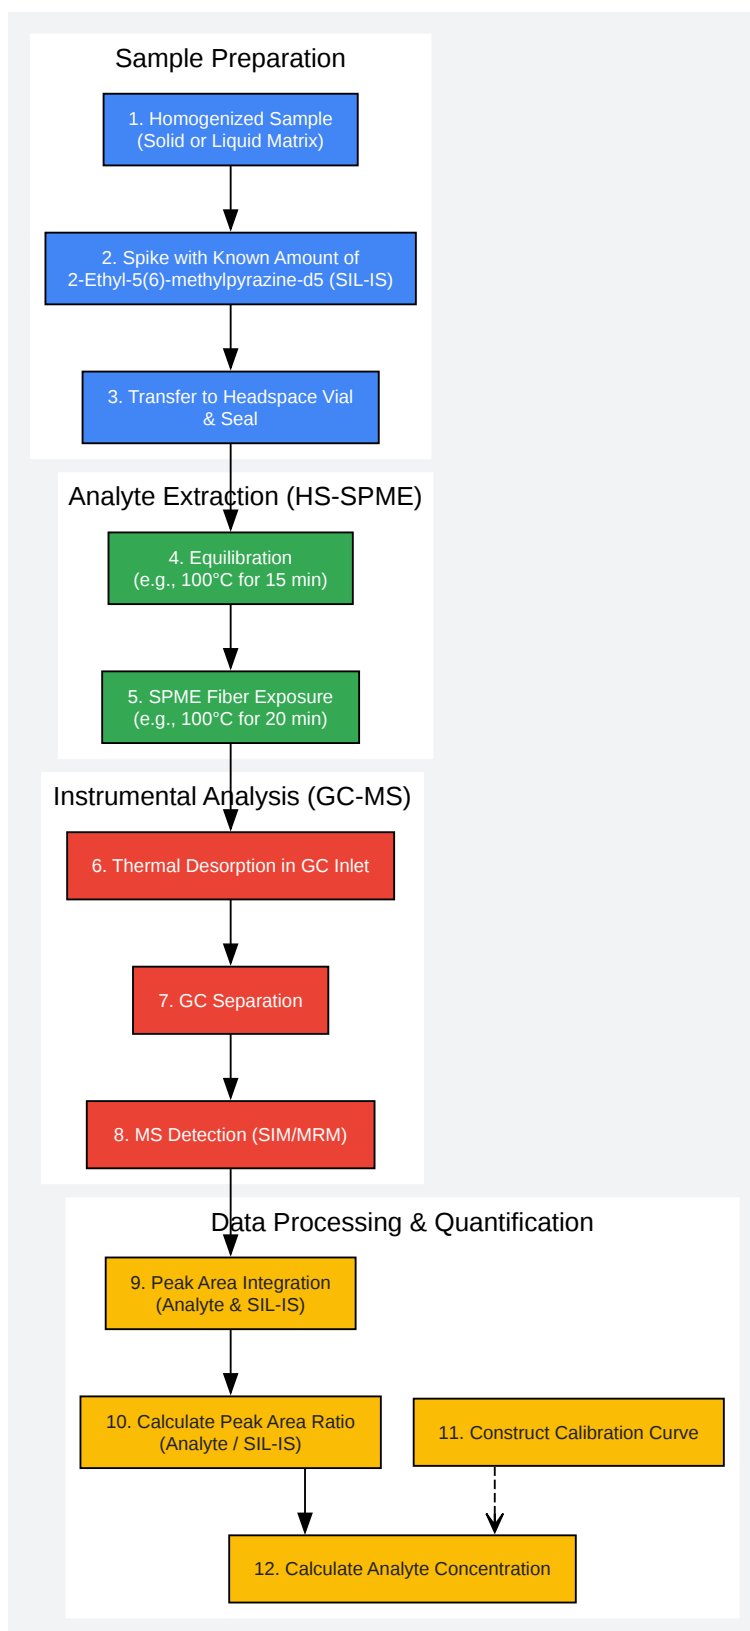 Sample Preparation
1. Homogenized Sample
(Solid or Liquid Matrix)
2. Spike with Known Amount of
2-Ethyl-5(6)-methylpyrazine-d5 (SIL-IS)
3. Transfer to Headspace Vial
& Seal
Analyte Extraction (HS-SPME)
4. Equilibration
(e.g., 100°C for 15 min)
5. SPME Fiber Exposure
(e.g., 100°C for 20 min)
Instrumental Analysis (GC-MS)
6. Thermal Desorption in GC Inlet
7. GC Separation
8. MS Detection (SIM/MRM)
Data Processing & Quantification
9. Peak Area Integration
(Analyte & SIL-IS)
10. Calculate Peak Area Ratio
(Analyte / SIL-IS)
11. Construct Calibration Curve
12. Calculate Analyte Concentration